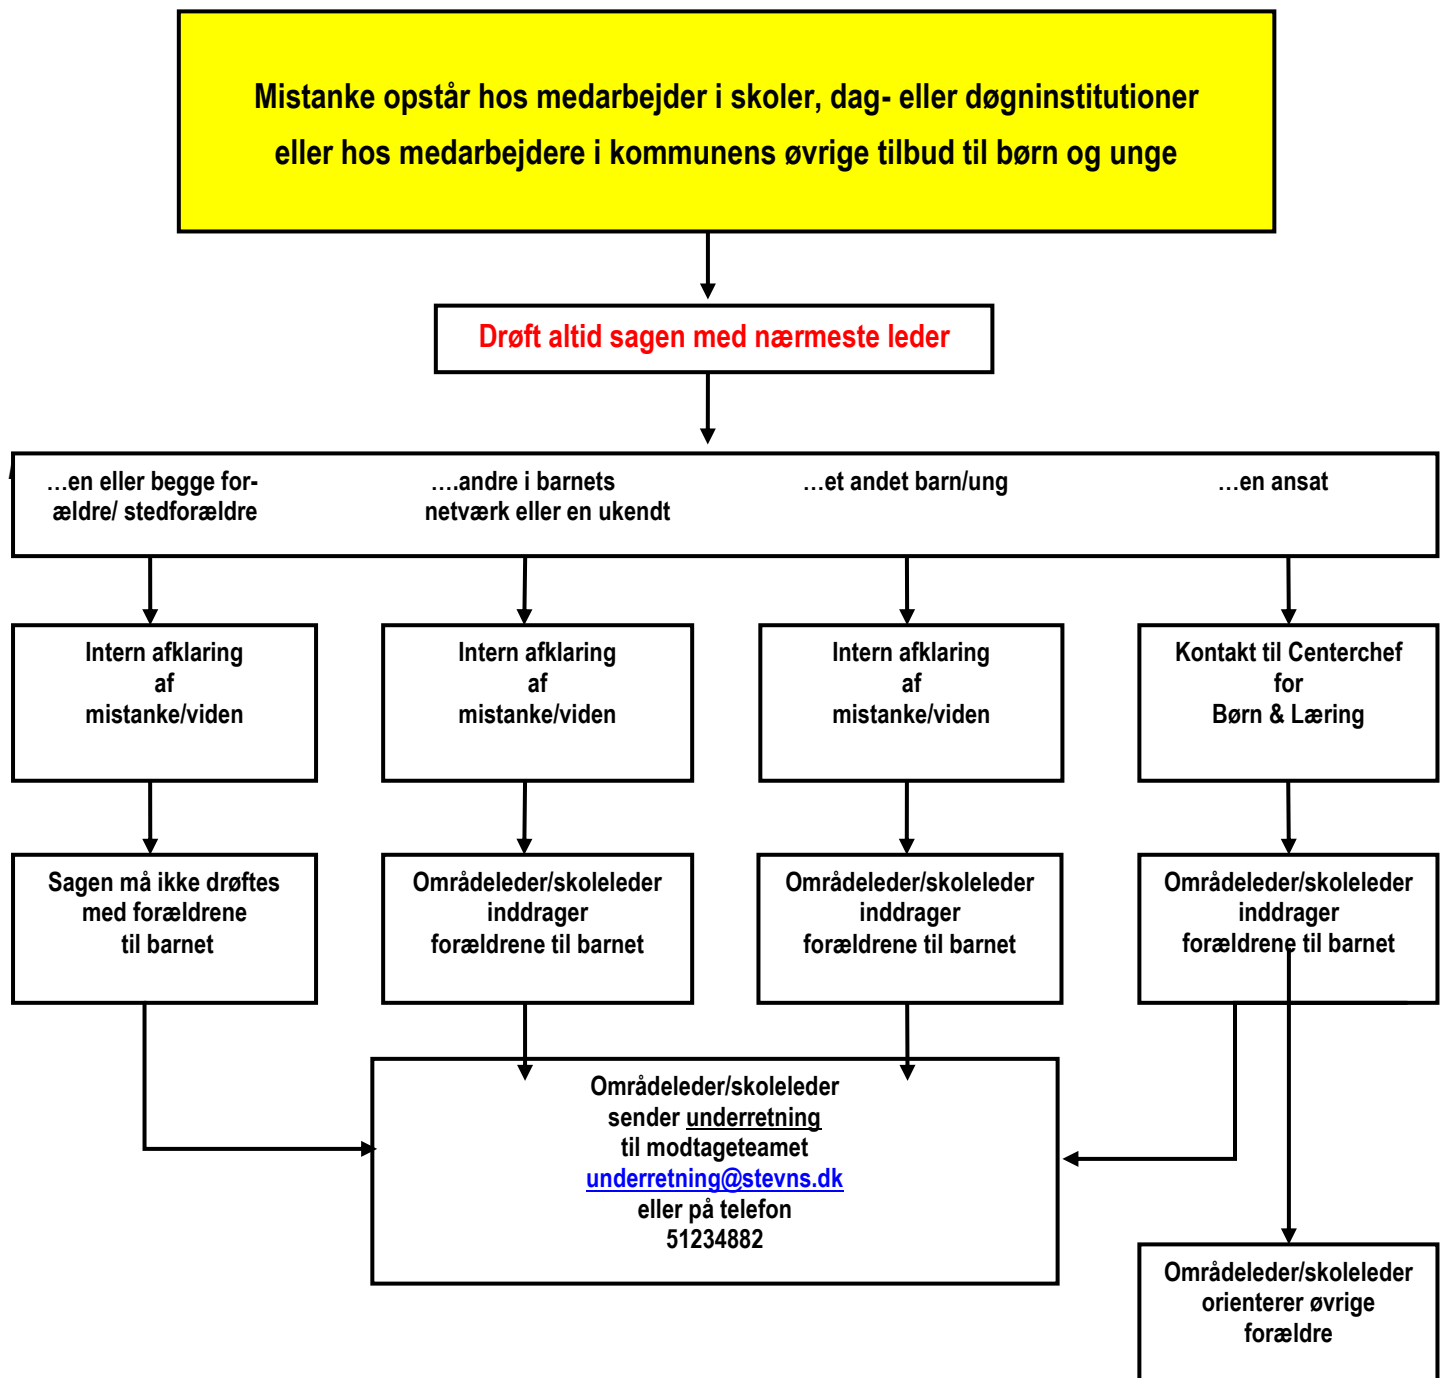 Mistanke opstår hos medarbejder i skoler, dag- eller døgninstitutioner
eller hos medarbejdere i kommunens øvrige tilbud til børn og unge
Drøft altid sagen med nærmeste leder
…en eller begge for-
ældre/ stedforældre
….andre i barnets
netværk eller en ukendt
…et andet barn/ung
…en ansat
Intern afklaring
af
mistanke/viden
Intern afklaring
af
mistanke/viden
Intern afklaring
af
mistanke/viden
Kontakt til Centerchef
for
Børn & Læring
Sagen må ikke drøftes
med forældrene
til barnet
Områdeleder/skoleleder
inddrager
forældrene til barnet
Områdeleder/skoleleder
inddrager
forældrene til barnet
Områdeleder/skoleleder
inddrager
forældrene til barnet
Områdeleder/skoleleder
sender underretning
til modtageteamet
underretning@stevns.dk
eller på telefon
51234882
Områdeleder/skoleleder
orienterer øvrige
forældre